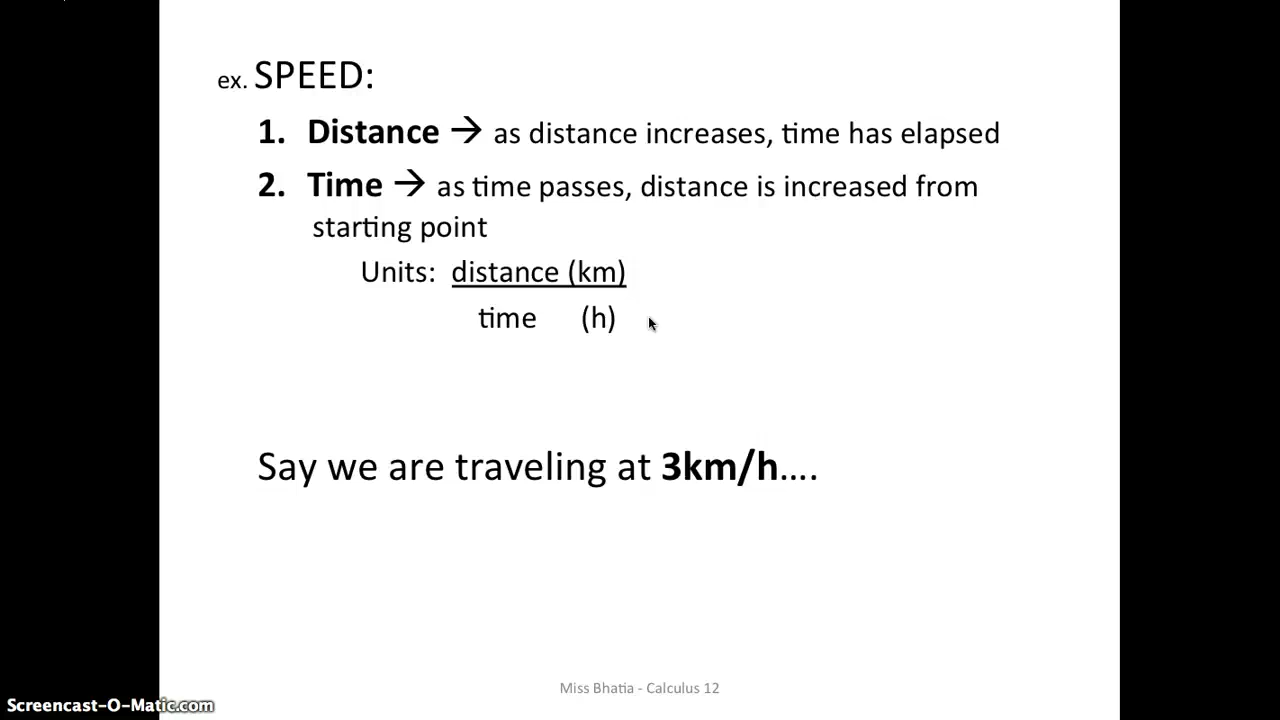 ex. SPEED:
1. Distance → as distance increases, time has elapsed
2. Time → as time passes, distance is increased from
starting point
Units: distance (km)
time (h)
Say we are traveling at 3km/h....
Miss Bhatia - Calculus 12
Screencast-O-Matic.com